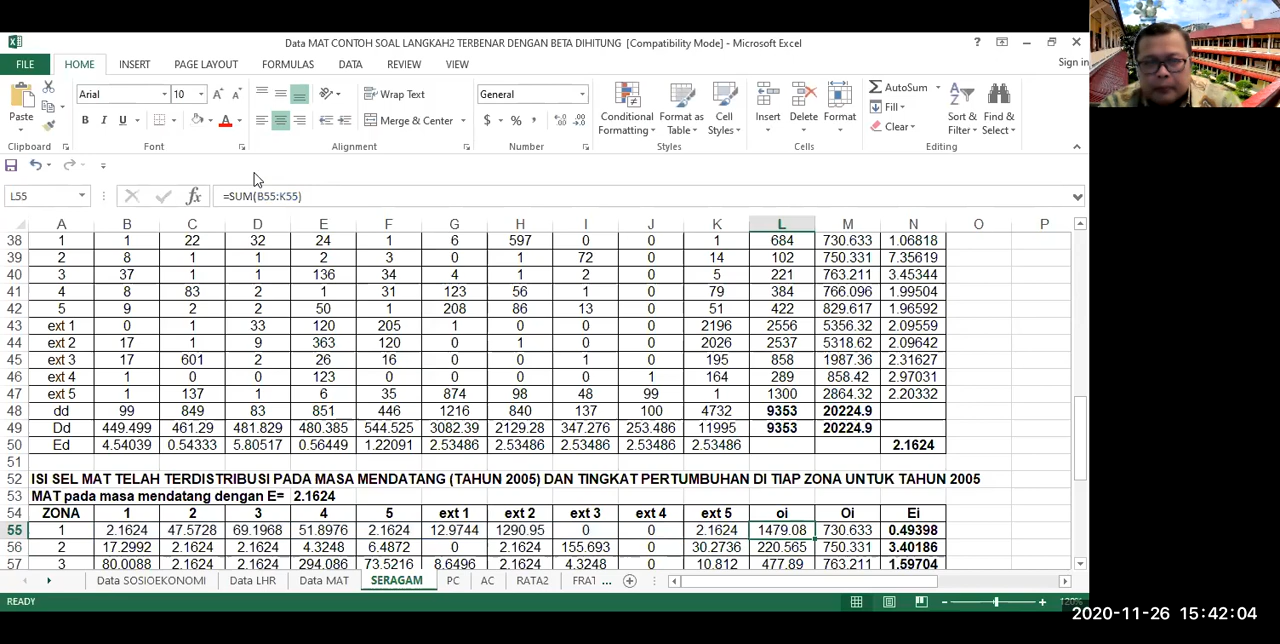 Data MAT CONTOH SOAL LANGKAH2 TERBENAR DENGAN BETA DIHITUNG [Compatibility Mode] - Microsoft Excel
FILE HOME INSERT PAGE LAYOUT FORMULAS DATA REVIEW VIEW Sign in
Paste Arial 10 Wrap Text General Conditional Formatting Format as Table Cell Styles Insert Delete Format AutoSum Fill Clear Sort & Filter Find & Select
B I U Merge & Center $ %
Clipboard Font Alignment Number Styles Cells Editing
L55 fx =SUM(B55:K55)
A B C D E F G H I J K L M N O P
38 1 1 22 32 24 1 6 597 0 0 1 684 730.633 1.06818
39 2 8 1 1 2 3 0 1 72 0 14 102 750.331 7.35619
40 3 37 1 1 136 34 4 1 2 0 5 221 763.211 3.45344
41 4 8 83 2 1 31 123 56 1 0 79 384 766.096 1.99504
42 5 9 2 2 50 1 208 86 13 0 51 422 829.617 1.96592
43 ext 1 0 1 33 120 205 1 0 0 0 2196 2556 5356.32 2.09559
44 ext 2 17 1 9 363 120 0 1 0 0 2026 2537 5318.62 2.09642
45 ext 3 17 601 2 26 16 0 0 1 0 195 858 1987.36 2.31627
46 ext 4 1 0 0 123 0 0 0 0 1 164 289 858.42 2.97031
47 ext 5 1 137 1 6 35 874 98 48 99 1 1300 2864.32 2.20332
48 dd 99 849 83 851 446 1216 840 137 100 4732 9353 20224.9
49 Dd 449.499 461.29 481.829 480.385 544.525 3082.39 2129.28 347.276 253.486 11995 9353 20224.9
50 Ed 4.54039 0.54333 5.80517 0.56449 1.22091 2.53486 2.53486 2.53486 2.53486 2.53486 2.1624
51
52 ISI SEL MAT TELAH TERDISTRIBUSI PADA MASA MENDATANG (TAHUN 2005) DAN TINGKAT PERTUMBUHAN DI TIAP ZONA UNTUK TAHUN 2005
53 MAT pada masa mendatang dengan E= 2.1624
54 ZONA 1 2 3 4 5 ext 1 ext 2 ext 3 ext 4 ext 5 oi Oi Ei
55 1 2.1624 47.5728 69.1968 51.8976 2.1624 12.9744 1290.95 0 0 2.1624 1479.08 730.633 0.49398
56 2 17.2992 2.1624 2.1624 4.3248 6.4872 0 2.1624 155.693 0 30.2736 220.565 750.331 3.40186
57 3 80.0088 2.1624 2.1624 294.086 73.5216 8.6496 2.1624 4.3248 0 10.812 477.89 763.211 1.59704
Data SOSIOEKONOMI Data LHR Data MAT SERAGAM PC AC RATA2 FRAT ...
READY 120%
2020-11-26 15:42:04